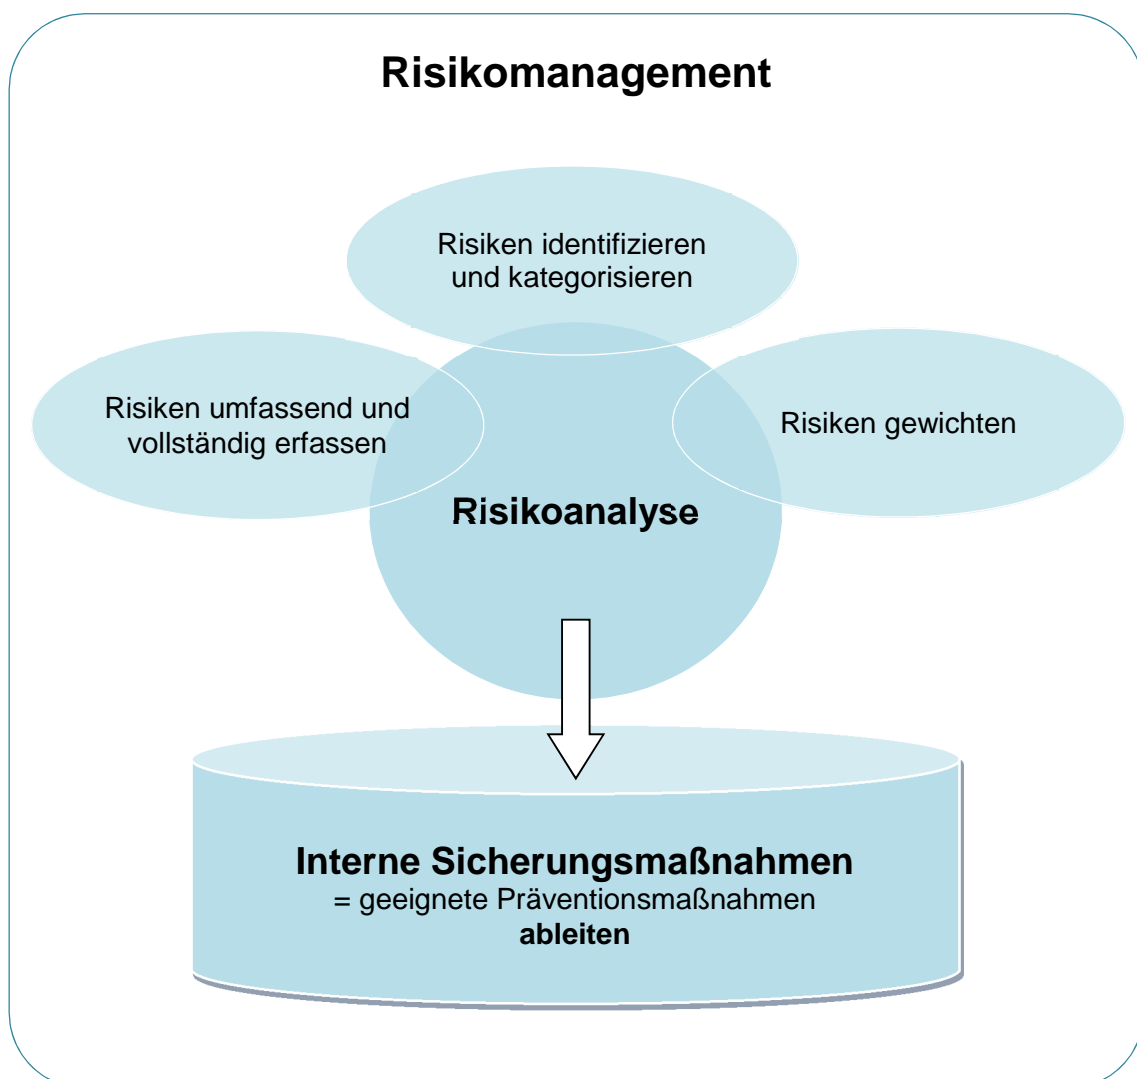 Risikomanagement
Risiken identifizieren
und kategorisieren
Risiken umfassend und
vollständig erfassen
Risiken gewichten
Risikoanalyse
Interne Sicherungsmaßnahmen
= geeignete Präventionsmaßnahmen
ableiten